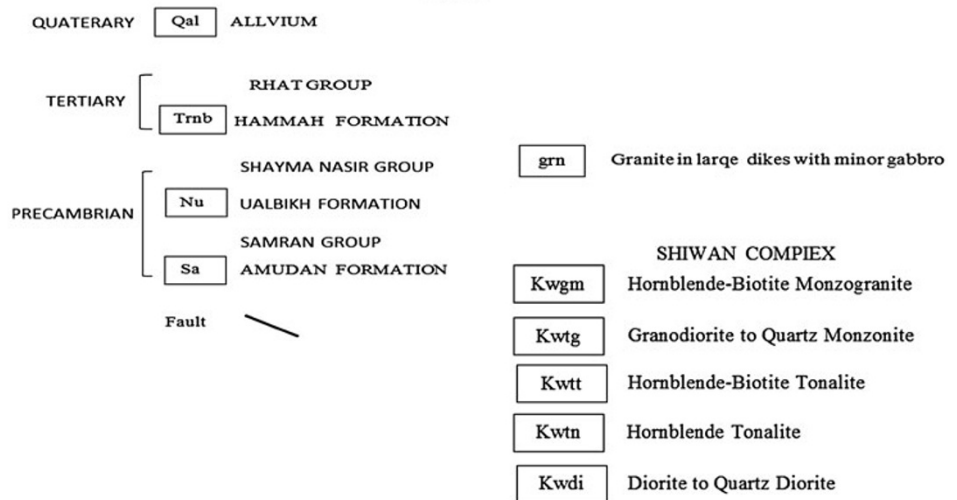 QUATERARY Qal ALLVIUM
RHAT GROUP
TERTIARY
Trnb HAMMAH FORMATION
SHAYMA NASIR GROUP
Nu UALBIKH FORMATION
PRECAMBRIAN
SAMRAN GROUP
Sa AMUDAN FORMATION
Fault
grn Granite in larqe dikes with minor gabbro
SHIWAN COMPIEX
Kwgm Hornblende-Biotite Monzogranite
Kwtg Granodiorite to Quartz Monzonite
Kwtt Hornblende-Biotite Tonalite
Kwtn Hornblende Tonalite
Kwdi Diorite to Quartz Diorite